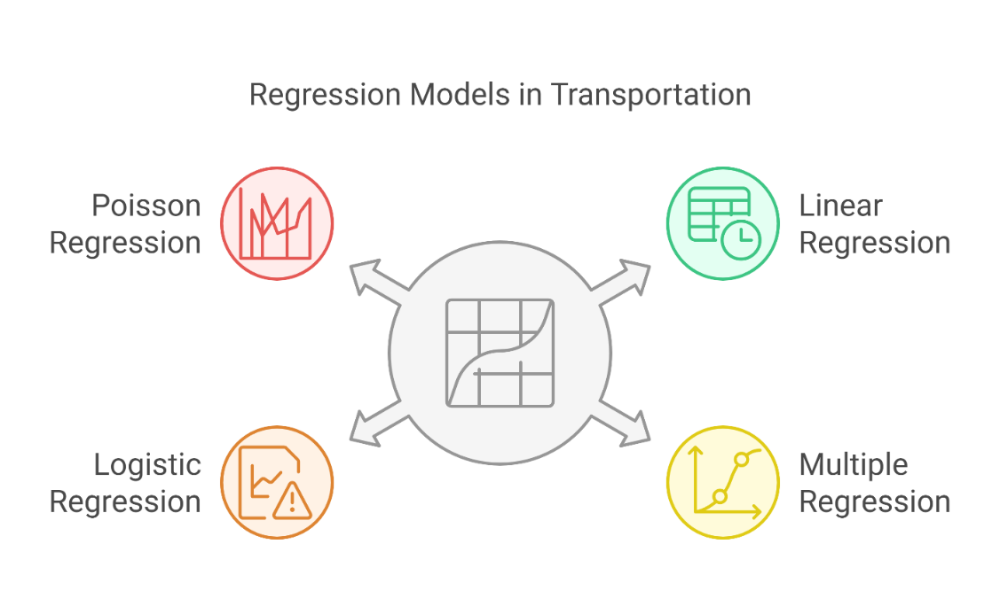 Regression Models in Transportation
Poisson
Regression
Linear
Regression
Logistic
Regression
Multiple
Regression